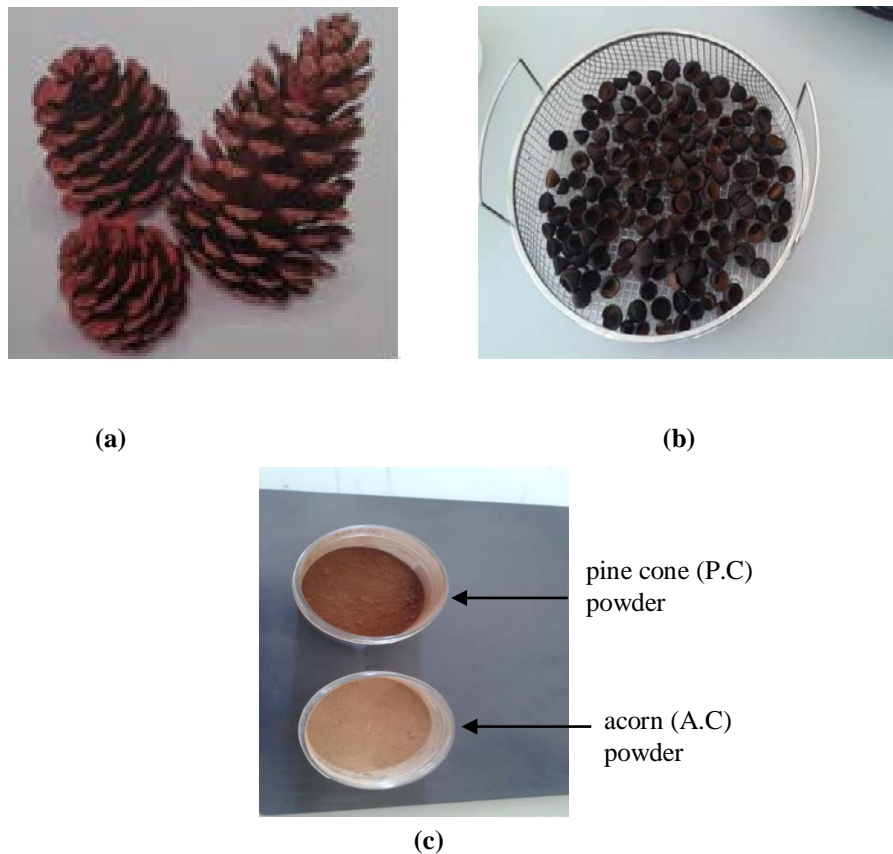 (a)
(b)
pine cone (P.C)
powder
acorn (A.C)
powder
(c)